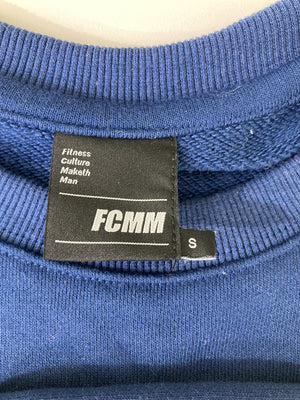 Fitness
Culture
Maketh
Man
FCMM
S